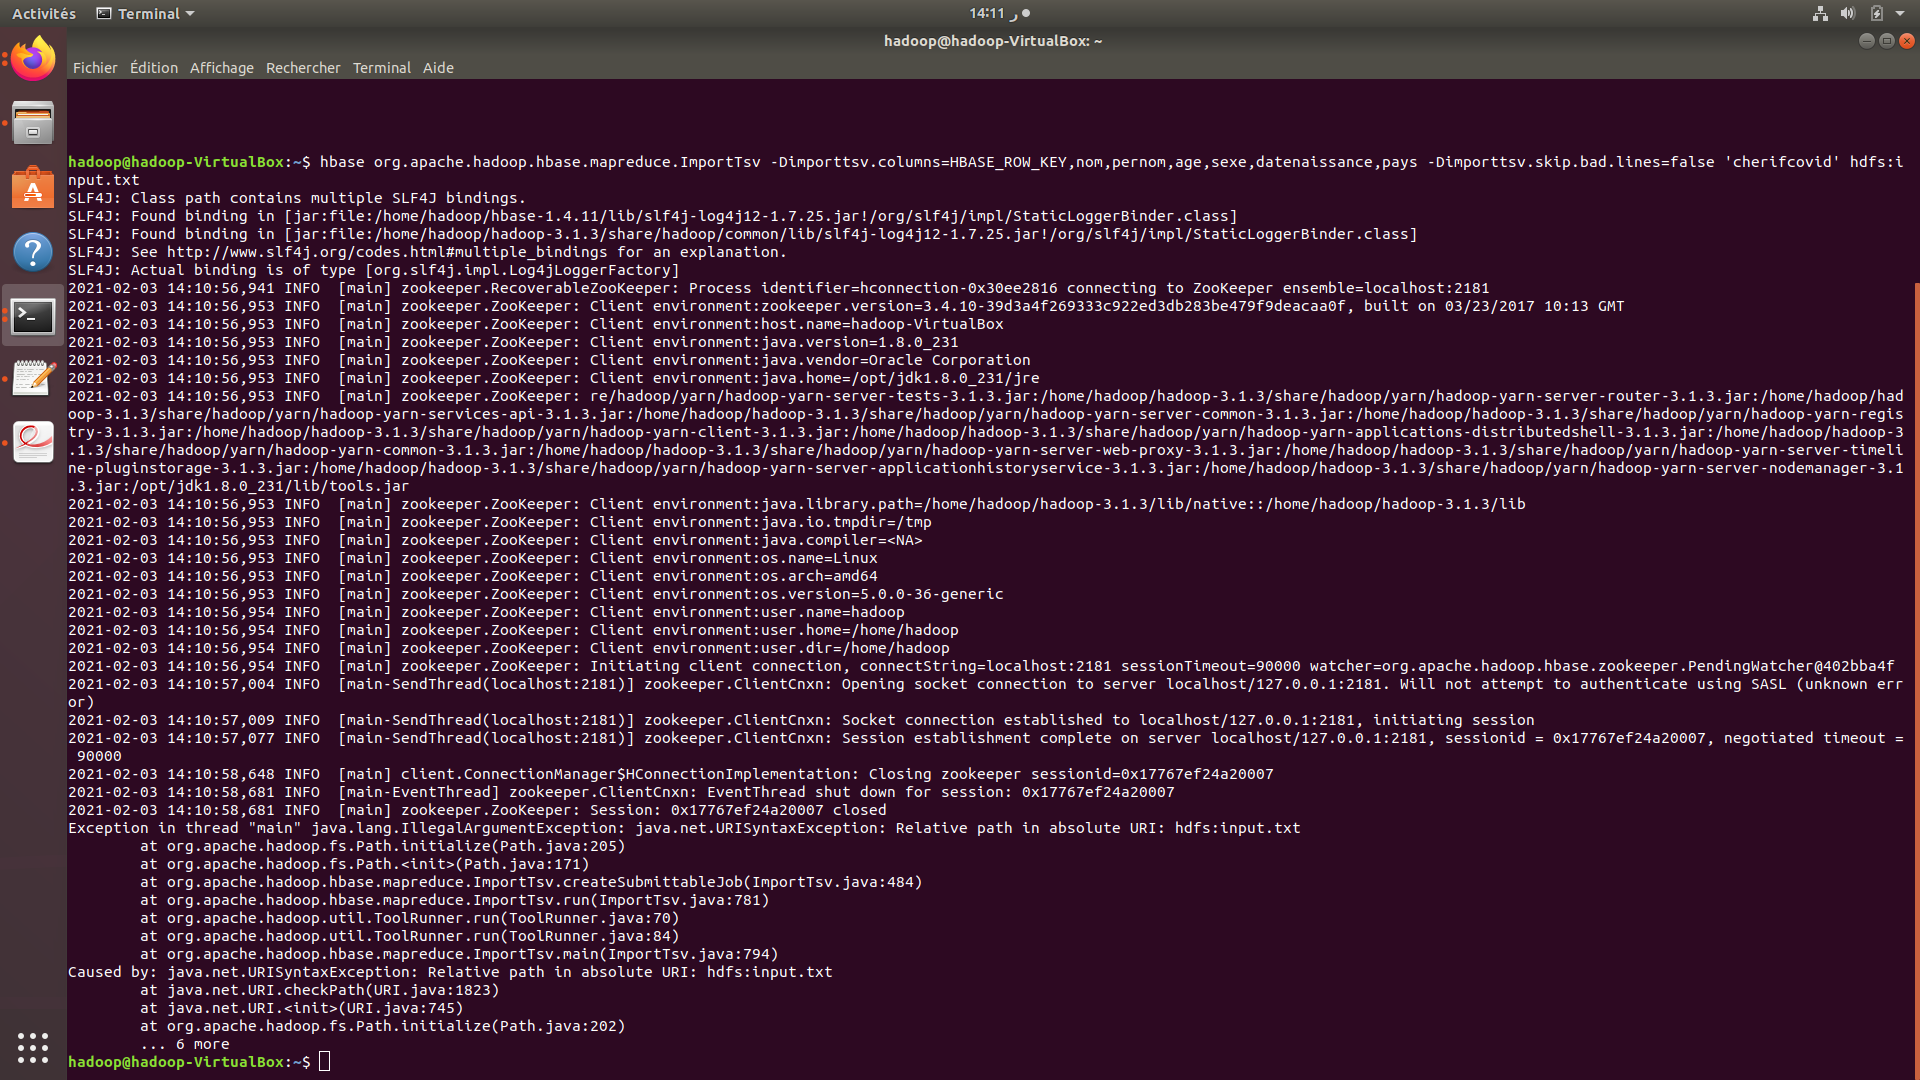 Activités Terminal 14:11 ر
hadoop@hadoop-VirtualBox: ~
Fichier Édition Affichage Rechercher Terminal Aide
hadoop@hadoop-VirtualBox:~$ hbase org.apache.hadoop.hbase.mapreduce.ImportTsv -Dimporttsv.columns=HBASE_ROW_KEY,nom,pernom,age,sexe,datenaissance,pays -Dimporttsv.skip.bad.lines=false 'cherifcovid' hdfs:i
nput.txt
SLF4J: Class path contains multiple SLF4J bindings.
SLF4J: Found binding in [jar:file:/home/hadoop/hbase-1.4.11/lib/slf4j-log4j12-1.7.25.jar!/org/slf4j/impl/StaticLoggerBinder.class]
SLF4J: Found binding in [jar:file:/home/hadoop/hadoop-3.1.3/share/hadoop/common/lib/slf4j-log4j12-1.7.25.jar!/org/slf4j/impl/StaticLoggerBinder.class]
SLF4J: See http://www.slf4j.org/codes.html#multiple_bindings for an explanation.
SLF4J: Actual binding is of type [org.slf4j.impl.Log4jLoggerFactory]
2021-02-03 14:10:56,941 INFO  [main] zookeeper.RecoverableZooKeeper: Process identifier=hconnection-0x30ee2816 connecting to ZooKeeper ensemble=localhost:2181
2021-02-03 14:10:56,953 INFO  [main] zookeeper.ZooKeeper: Client environment:zookeeper.version=3.4.10-39d3a4f269333c922ed3db283be479f9deacaa0f, built on 03/23/2017 10:13 GMT
2021-02-03 14:10:56,953 INFO  [main] zookeeper.ZooKeeper: Client environment:host.name=hadoop-VirtualBox
2021-02-03 14:10:56,953 INFO  [main] zookeeper.ZooKeeper: Client environment:java.version=1.8.0_231
2021-02-03 14:10:56,953 INFO  [main] zookeeper.ZooKeeper: Client environment:java.vendor=Oracle Corporation
2021-02-03 14:10:56,953 INFO  [main] zookeeper.ZooKeeper: Client environment:java.home=/opt/jdk1.8.0_231/jre
2021-02-03 14:10:56,953 INFO  [main] zookeeper.ZooKeeper: re/hadoop/yarn/hadoop-yarn-server-tests-3.1.3.jar:/home/hadoop/hadoop-3.1.3/share/hadoop/yarn/hadoop-yarn-server-router-3.1.3.jar:/home/hadoop/had
oop-3.1.3/share/hadoop/yarn/hadoop-yarn-services-api-3.1.3.jar:/home/hadoop/hadoop-3.1.3/share/hadoop/yarn/hadoop-yarn-server-common-3.1.3.jar:/home/hadoop/hadoop-3.1.3/share/hadoop/yarn/hadoop-yarn-regis
try-3.1.3.jar:/home/hadoop/hadoop-3.1.3/share/hadoop/yarn/hadoop-yarn-client-3.1.3.jar:/home/hadoop/hadoop-3.1.3/share/hadoop/yarn/hadoop-yarn-applications-distributedshell-3.1.3.jar:/home/hadoop/hadoop-3
.1.3/share/hadoop/yarn/hadoop-yarn-common-3.1.3.jar:/home/hadoop/hadoop-3.1.3/share/hadoop/yarn/hadoop-yarn-server-web-proxy-3.1.3.jar:/home/hadoop/hadoop-3.1.3/share/hadoop/yarn/hadoop-yarn-server-timeli
ne-pluginstorage-3.1.3.jar:/home/hadoop/hadoop-3.1.3/share/hadoop/yarn/hadoop-yarn-server-applicationhistoryservice-3.1.3.jar:/home/hadoop/hadoop-3.1.3/share/hadoop/yarn/hadoop-yarn-server-nodemanager-3.1
.3.jar:/opt/jdk1.8.0_231/lib/tools.jar
2021-02-03 14:10:56,953 INFO  [main] zookeeper.ZooKeeper: Client environment:java.library.path=/home/hadoop/hadoop-3.1.3/lib/native::/home/hadoop/hadoop-3.1.3/lib
2021-02-03 14:10:56,953 INFO  [main] zookeeper.ZooKeeper: Client environment:java.io.tmpdir=/tmp
2021-02-03 14:10:56,953 INFO  [main] zookeeper.ZooKeeper: Client environment:java.compiler=<NA>
2021-02-03 14:10:56,953 INFO  [main] zookeeper.ZooKeeper: Client environment:os.name=Linux
2021-02-03 14:10:56,953 INFO  [main] zookeeper.ZooKeeper: Client environment:os.arch=amd64
2021-02-03 14:10:56,953 INFO  [main] zookeeper.ZooKeeper: Client environment:os.version=5.0.0-36-generic
2021-02-03 14:10:56,954 INFO  [main] zookeeper.ZooKeeper: Client environment:user.name=hadoop
2021-02-03 14:10:56,954 INFO  [main] zookeeper.ZooKeeper: Client environment:user.home=/home/hadoop
2021-02-03 14:10:56,954 INFO  [main] zookeeper.ZooKeeper: Client environment:user.dir=/home/hadoop
2021-02-03 14:10:56,954 INFO  [main] zookeeper.ZooKeeper: Initiating client connection, connectString=localhost:2181 sessionTimeout=90000 watcher=org.apache.hadoop.hbase.zookeeper.PendingWatcher@402bba4f
2021-02-03 14:10:57,004 INFO  [main-SendThread(localhost:2181)] zookeeper.ClientCnxn: Opening socket connection to server localhost/127.0.0.1:2181. Will not attempt to authenticate using SASL (unknown err
or)
2021-02-03 14:10:57,009 INFO  [main-SendThread(localhost:2181)] zookeeper.ClientCnxn: Socket connection established to localhost/127.0.0.1:2181, initiating session
2021-02-03 14:10:57,077 INFO  [main-SendThread(localhost:2181)] zookeeper.ClientCnxn: Session establishment complete on server localhost/127.0.0.1:2181, sessionid = 0x17767ef24a20007, negotiated timeout =
 90000
2021-02-03 14:10:58,648 INFO  [main] client.ConnectionManager$HConnectionImplementation: Closing zookeeper sessionid=0x17767ef24a20007
2021-02-03 14:10:58,681 INFO  [main-EventThread] zookeeper.ClientCnxn: EventThread shut down for session: 0x17767ef24a20007
2021-02-03 14:10:58,681 INFO  [main] zookeeper.ZooKeeper: Session: 0x17767ef24a20007 closed
Exception in thread "main" java.lang.IllegalArgumentException: java.net.URISyntaxException: Relative path in absolute URI: hdfs:input.txt
        at org.apache.hadoop.fs.Path.initialize(Path.java:205)
        at org.apache.hadoop.fs.Path.<init>(Path.java:171)
        at org.apache.hadoop.hbase.mapreduce.ImportTsv.createSubmittableJob(ImportTsv.java:484)
        at org.apache.hadoop.hbase.mapreduce.ImportTsv.run(ImportTsv.java:781)
        at org.apache.hadoop.util.ToolRunner.run(ToolRunner.java:70)
        at org.apache.hadoop.util.ToolRunner.run(ToolRunner.java:84)
        at org.apache.hadoop.hbase.mapreduce.ImportTsv.main(ImportTsv.java:794)
Caused by: java.net.URISyntaxException: Relative path in absolute URI: hdfs:input.txt
        at java.net.URI.checkPath(URI.java:1823)
        at java.net.URI.<init>(URI.java:745)
        at org.apache.hadoop.fs.Path.initialize(Path.java:202)
        ... 6 more
hadoop@hadoop-VirtualBox:~$